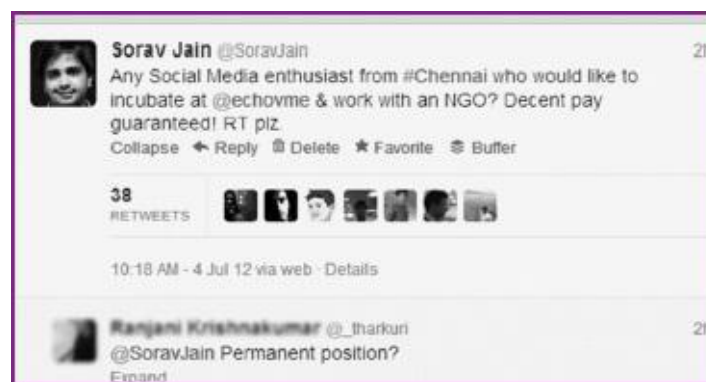 Sorav Jain @SoravJain
Any Social Media enthusiast from #Chennai who would like to
incubate at @echovme & work with an NGO? Decent pay
guaranteed! RT plz
Collapse Reply Delete Favorite Buffer
38
RETWEETS
10:18 AM - 4 Jul 12 via web · Details
Ranjani Krishnakumar @_tharkuri
@SoravJain Permanent position?
Expand